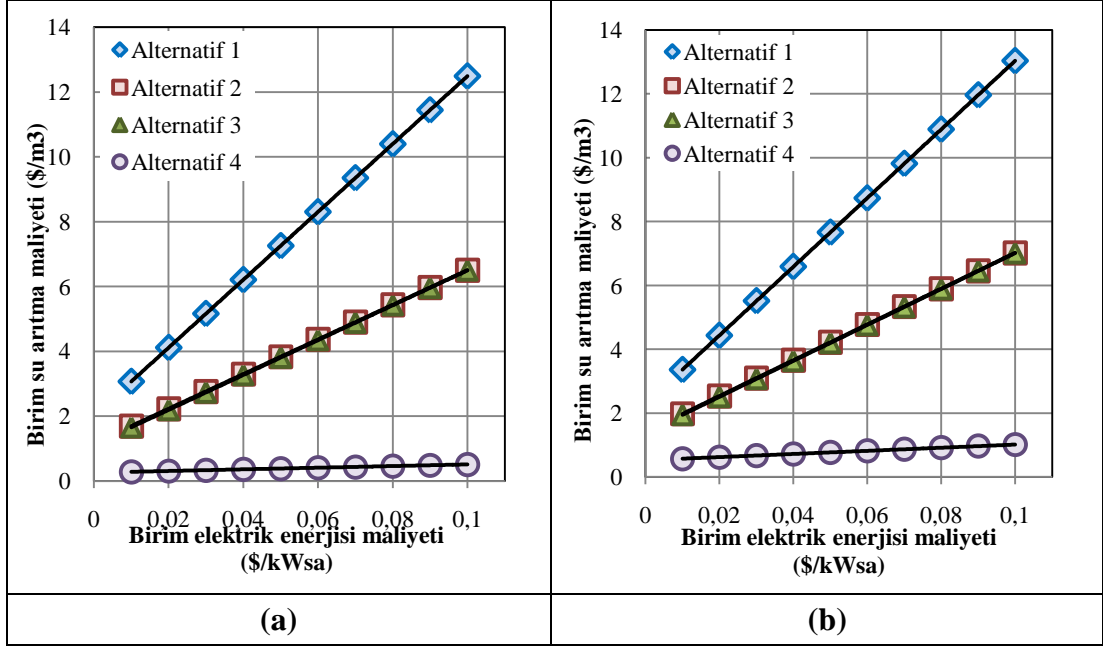 14
12
10
8
6
4
2
0
Birim su arıtma maliyeti ($/m3)
Alternatif 1
Alternatif 2
Alternatif 3
Alternatif 4
0 0,02 0,04 0,06 0,08 0,1
Birim elektrik enerjisi maliyeti
($/kWsa)
(a)
14
12
10
8
6
4
2
0
Birim su arıtma maliyeti ($/m3)
Alternatif 1
Alternatif 2
Alternatif 3
Alternatif 4
0 0,02 0,04 0,06 0,08 0,1
Birim elektrik enerjisi maliyeti
($/kWsa)
(b)